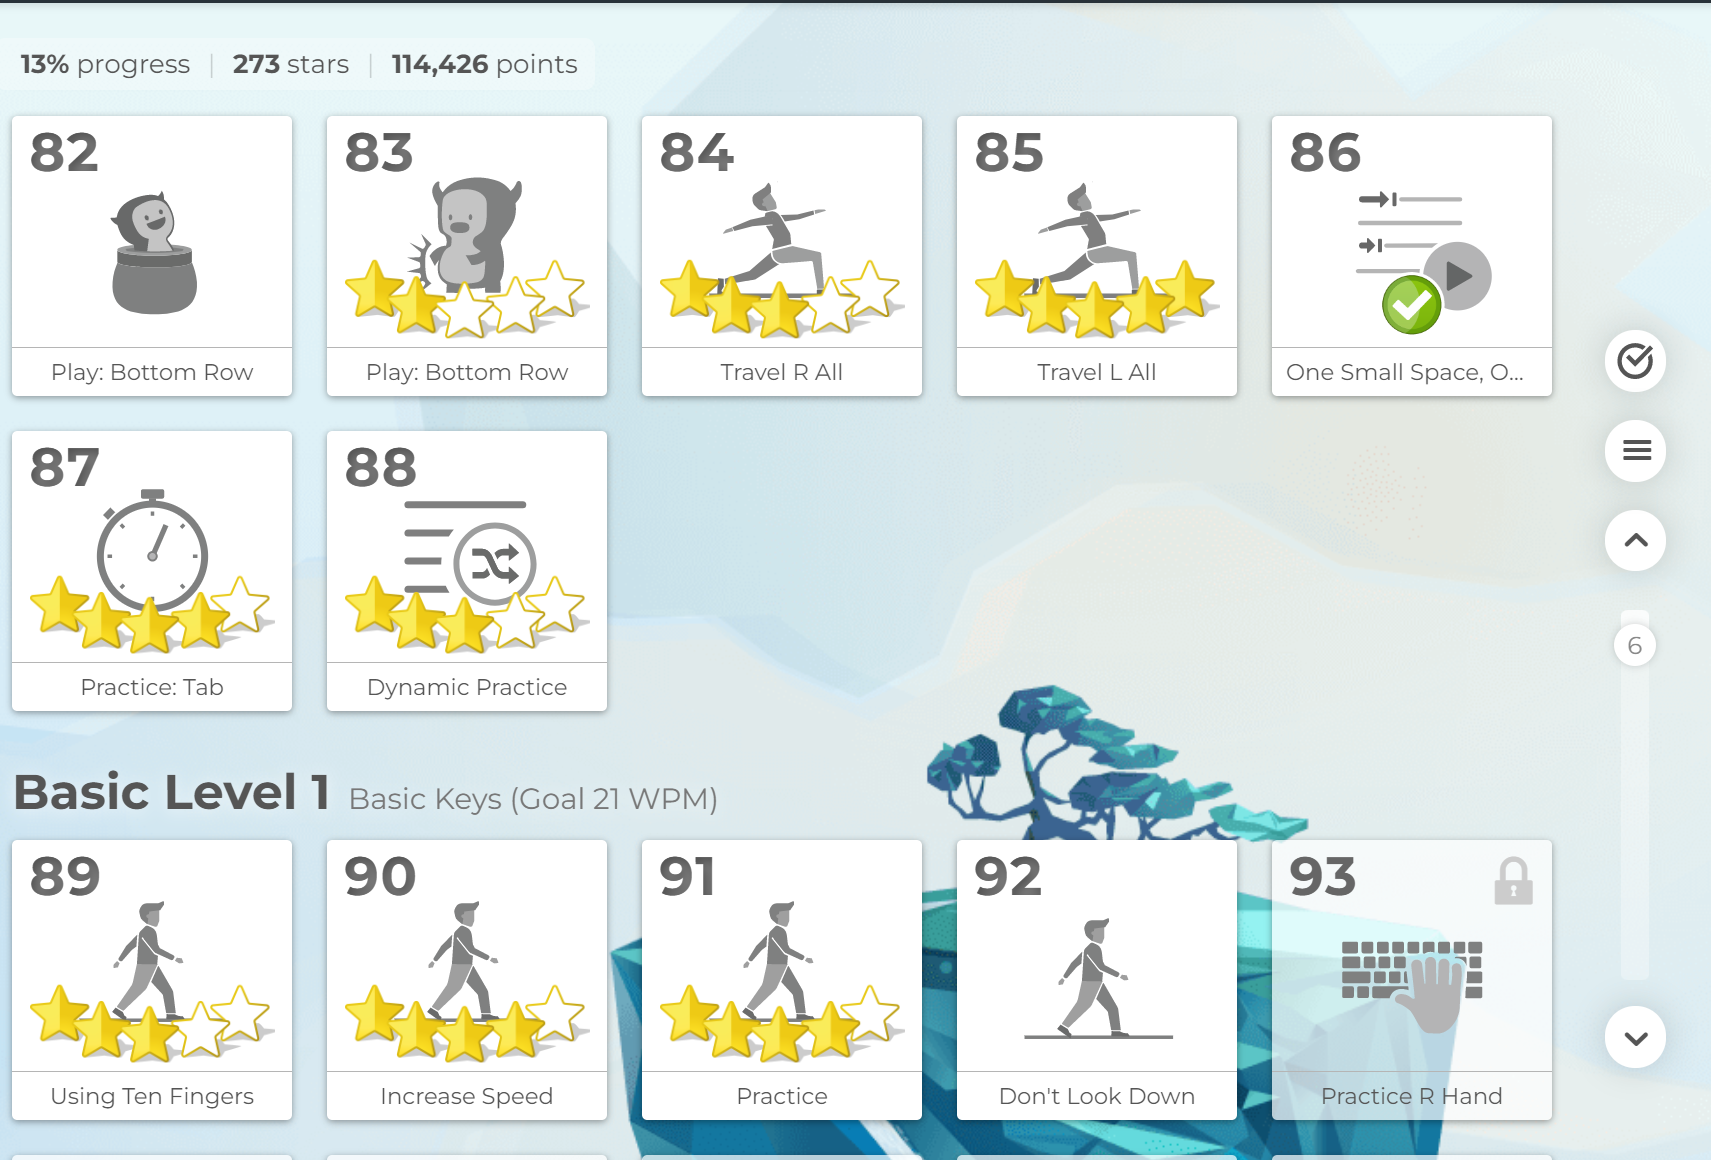 13% progress | 273 stars | 114,426 points
82
83
84
85
86
Play: Bottom Row
Play: Bottom Row
Travel R All
Travel L All
One Small Space, O...
87
88
6
Practice: Tab
Dynamic Practice
Basic Level 1 Basic Keys (Goal 21 WPM)
89
90
91
92
93
Using Ten Fingers
Increase Speed
Practice
Don't Look Down
Practice R Hand